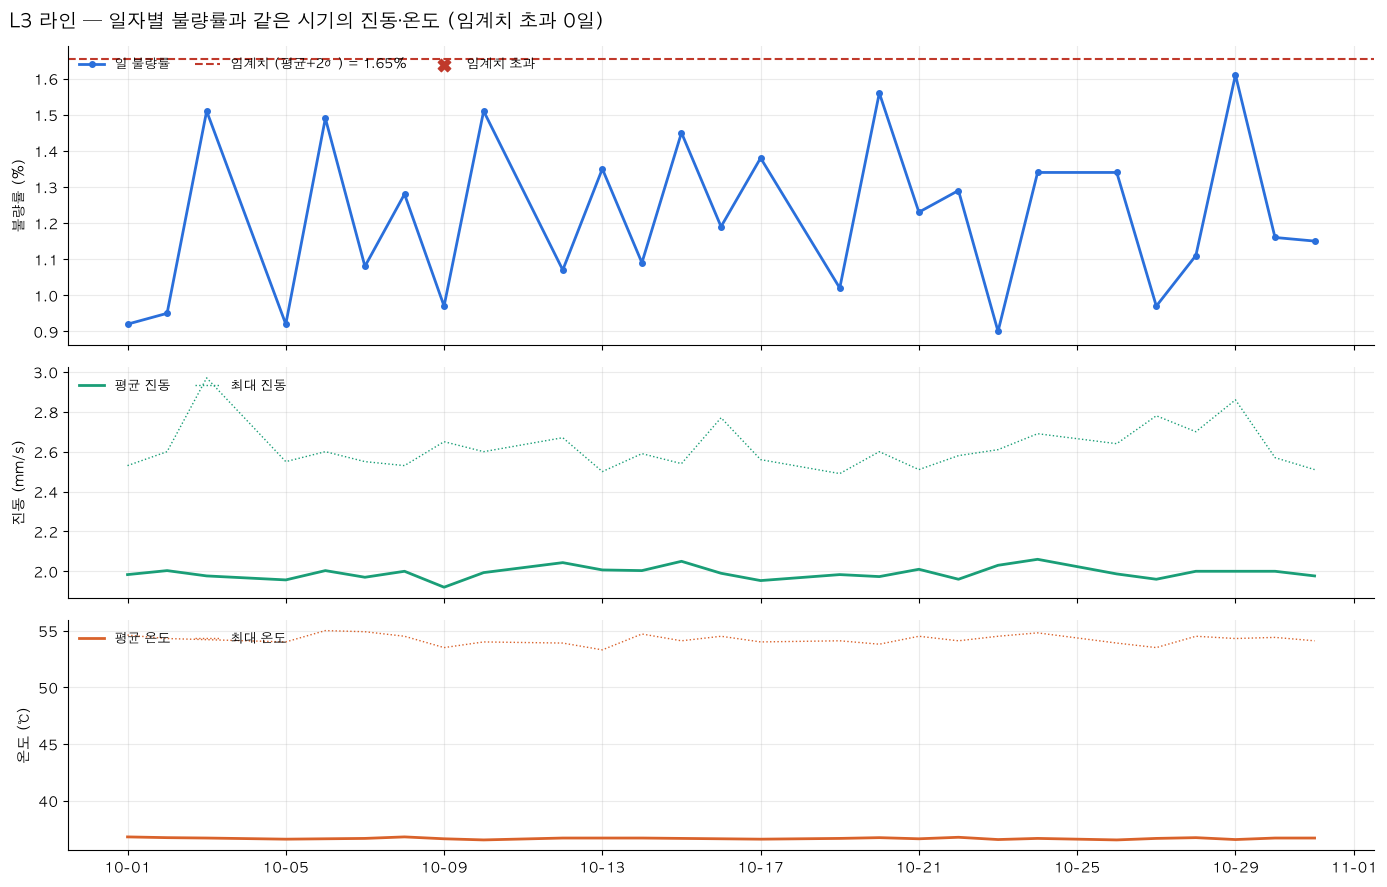 L3 라인 — 일자별 불량률과 같은 시기의 진동·온도 (임계치 초과 0일)
일 불량률 임계치 (평균+2σ) = 1.65% 임계치 초과
불량률 (%)
1.6
1.5
1.4
1.3
1.2
1.1
1.0
0.9
평균 진동 최대 진동
진동 (mm/s)
3.0
2.8
2.6
2.4
2.2
2.0
평균 온도 최대 온도
온도 (℃)
55
50
45
40
10-01 10-05 10-09 10-13 10-17 10-21 10-25 10-29 11-01